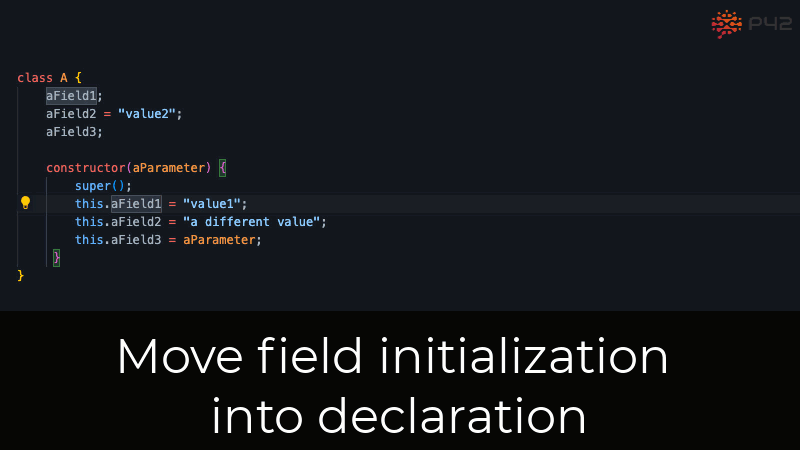 P42
class A {
aField1;
aField2 = "value2";
aField3;
constructor(aParameter) {
super();
this.aField1 = "value1";
this.aField2 = "a different value";
this.aField3 = aParameter;
}
}
Move field initialization
into declaration